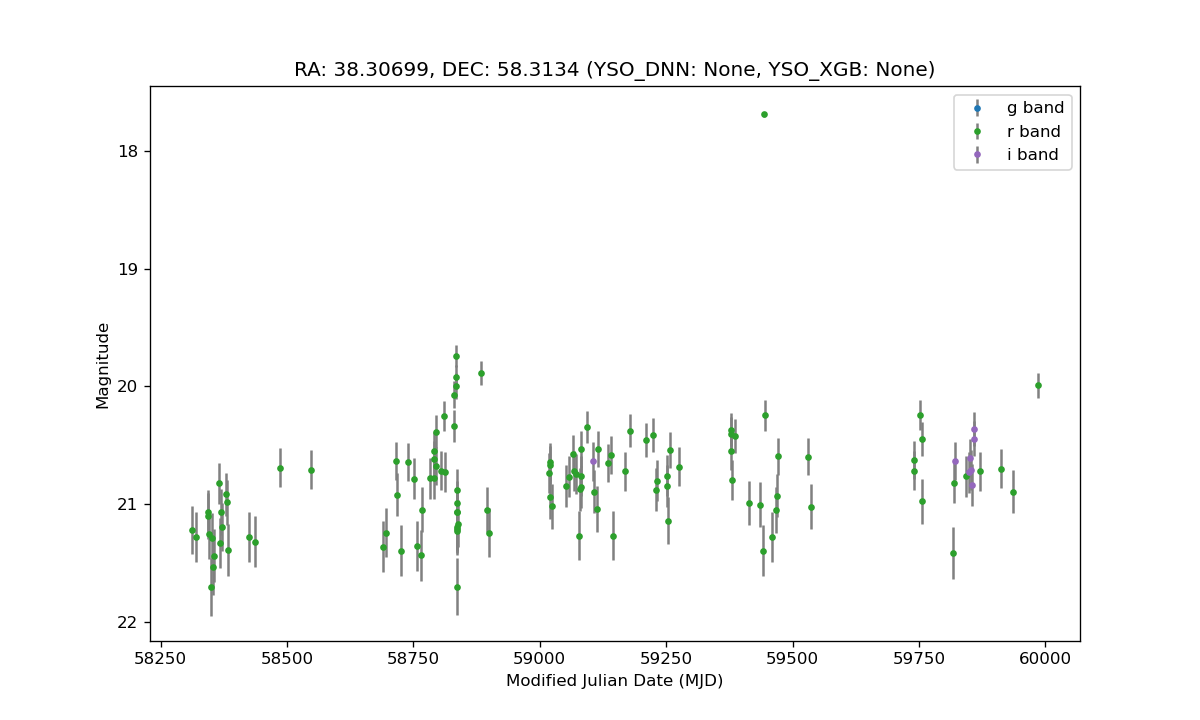 RA: 38.30699, DEC: 58.3134 (YSO_DNN: None, YSO_XGB: None)
g band
r band
i band
18
19
20
21
22
Magnitude
58250 58500 58750 59000 59250 59500 59750 60000
Modified Julian Date (MJD)